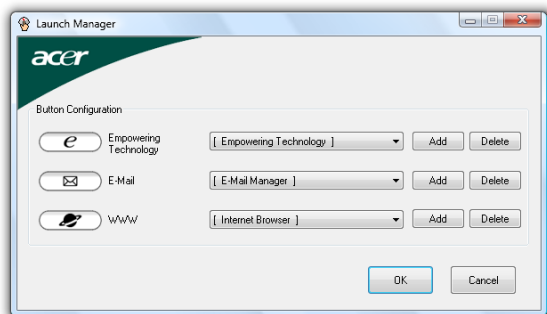 Launch Manager
acer
Button Configuration
e Empowering Technology [ Empowering Technology ] Add Delete
E-Mail [ E-Mail Manager ] Add Delete
WWW [ Internet Browser ] Add Delete
OK Cancel